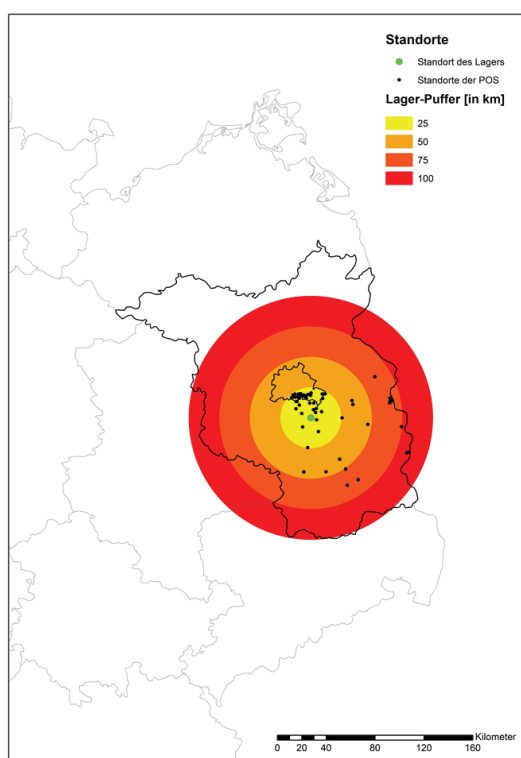 Standorte
Standort des Lagers
Standorte der POS
Lager-Puffer [in km]
25
50
75
100
Kilometer
0 20 40 80 120 160